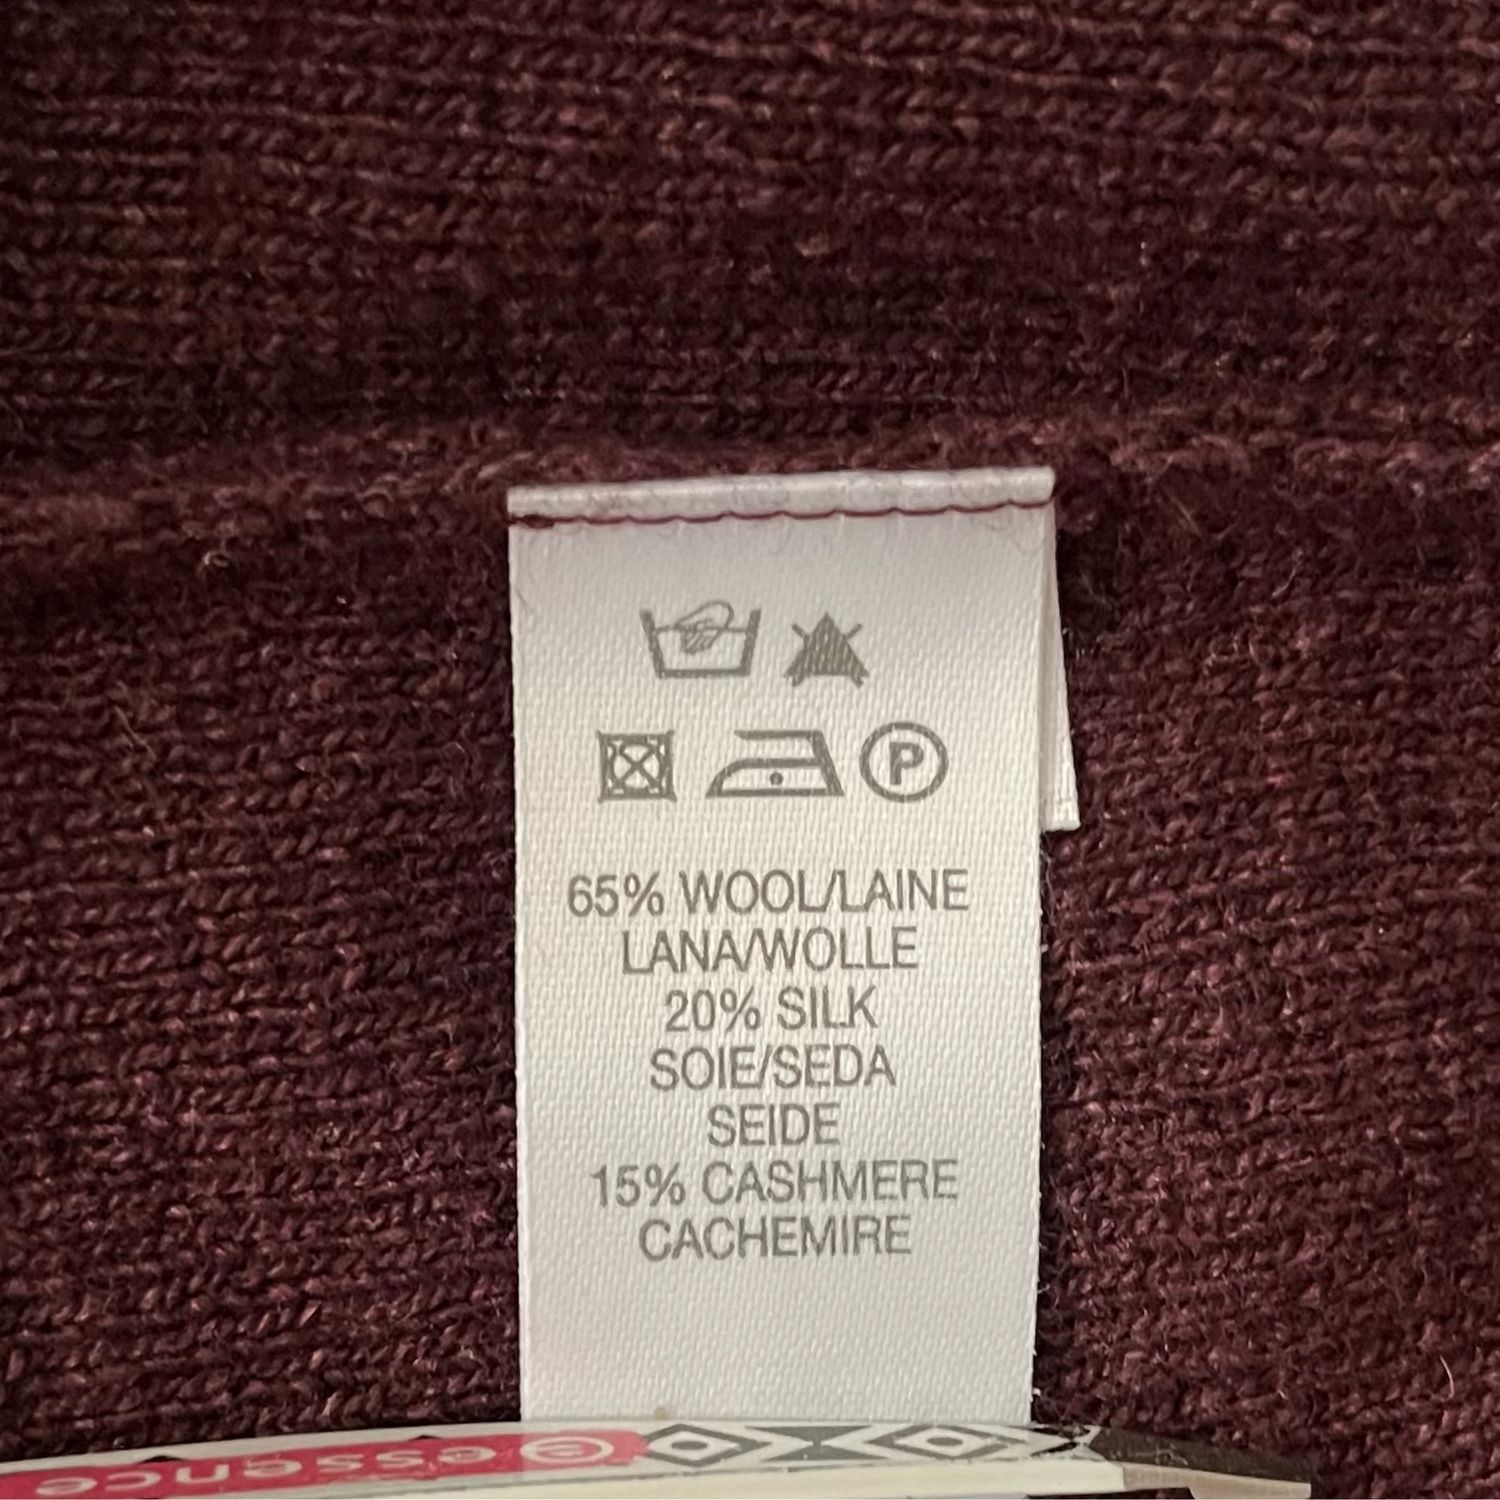 P
65% WOOL/LAINE
LANA/WOLLE
20% SILK
SOIE/SEDA
SEIDE
15% CASHMERE
CACHEMIRE
essence